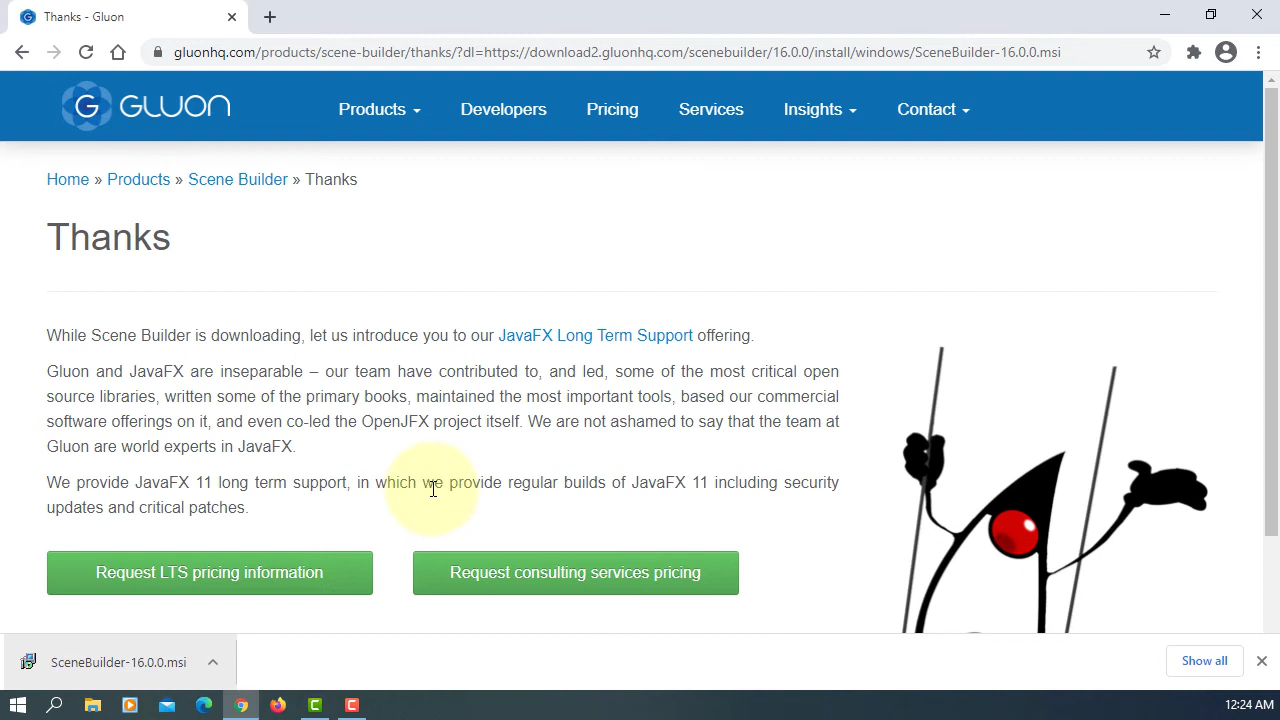 Thanks - Gluon
gluonhq.com/products/scene-builder/thanks/?dl=https://download2.gluonhq.com/scenebuilder/16.0.0/install/windows/SceneBuilder-16.0.0.msi
G GLUON
Products
Developers
Pricing
Services
Insights
Contact
Home » Products » Scene Builder » Thanks
Thanks
While Scene Builder is downloading, let us introduce you to our JavaFX Long Term Support offering.
Gluon and JavaFX are inseparable – our team have contributed to, and led, some of the most critical open
source libraries, written some of the primary books, maintained the most important tools, based our commercial
software offerings on it, and even co-led the OpenJFX project itself. We are not ashamed to say that the team at
Gluon are world experts in JavaFX.
We provide JavaFX 11 long term support, in which we provide regular builds of JavaFX 11 including security
updates and critical patches.
Request LTS pricing information
Request consulting services pricing
SceneBuilder-16.0.0.msi
Show all
12:24 AM